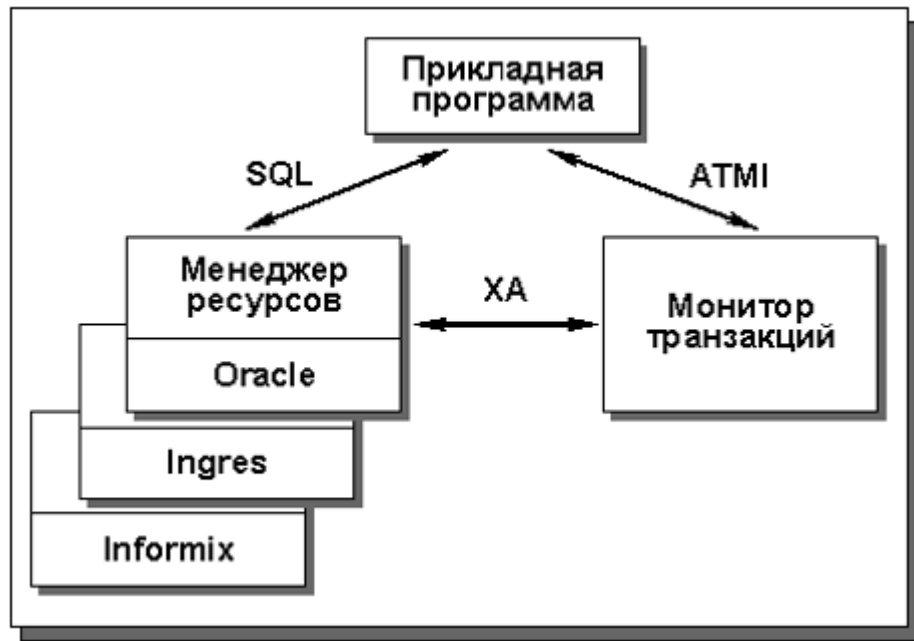 Прикладная
программа
SQL
ATMI
Менеджер
ресурсов
XA
Монитор
транзакций
Oracle
Ingres
Informix